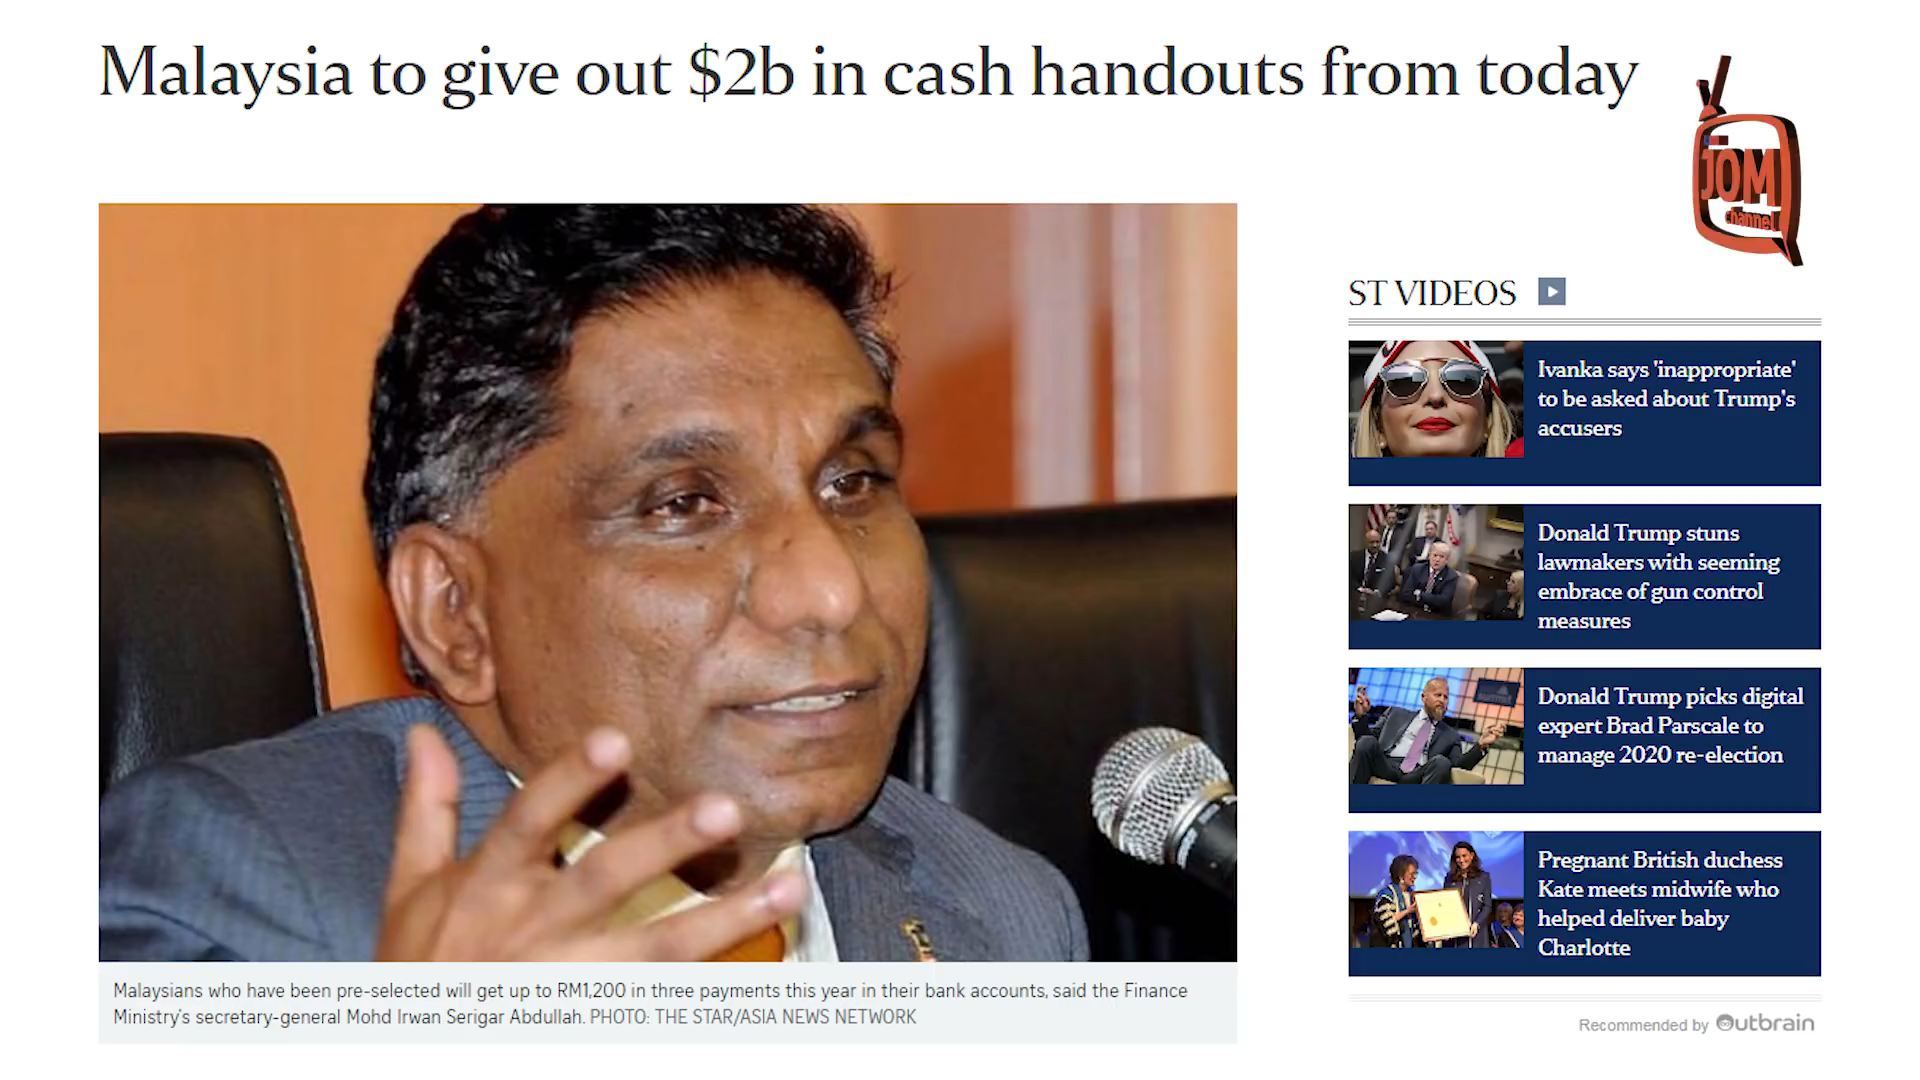 Malaysia to give out $2b in cash handouts from today
JOM
channel
ST VIDEOS
Ivanka says 'inappropriate'
to be asked about Trump's
accusers
Donald Trump stuns
lawmakers with seeming
embrace of gun control
measures
Donald Trump picks digital
expert Brad Parscale to
manage 2020 re-election
Pregnant British duchess
Kate meets midwife who
helped deliver baby
Charlotte
Malaysians who have been pre-selected will get up to RM1,200 in three payments this year in their bank accounts, said the Finance
Ministry's secretary-general Mohd Irwan Serigar Abdullah. PHOTO: THE STAR/ASIA NEWS NETWORK
Recommended by Outbrain